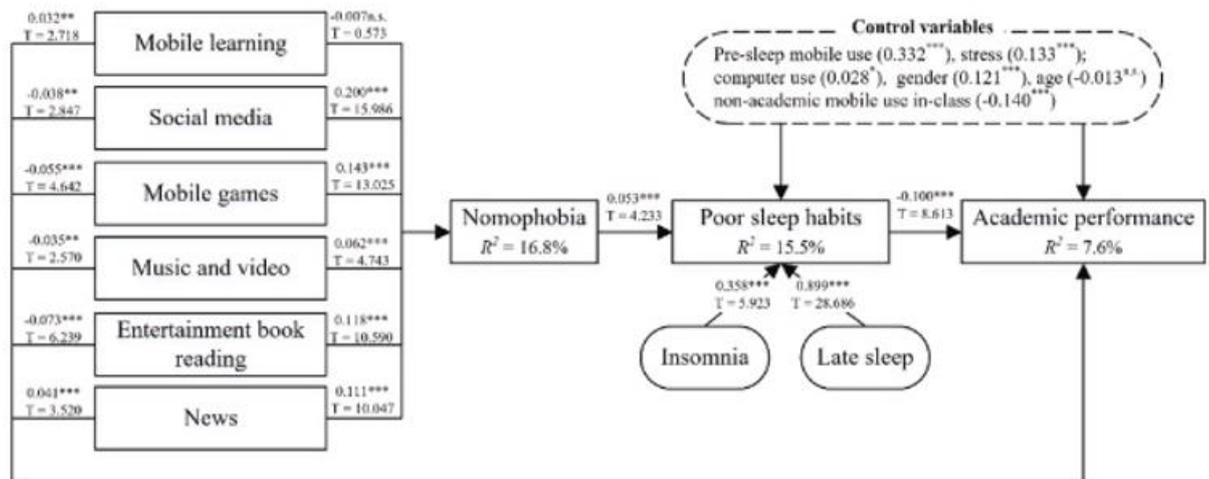 0.032**
T = 2.718
Mobile learning
-0.007n.s.
T = 0.573
-0.038**
T = 2.847
Social media
0.200***
T = 15.986
-0.055***
T = 4.642
Mobile games
0.143***
T = 13.025
-0.035**
T = 2.570
Music and video
0.062***
T = 4.743
-0.073***
T = 6.239
Entertainment book
reading
0.118***
T = 10.590
0.041***
T = 3.520
News
0.111***
T = 10.047
Nomophobia
R² = 16.8%
0.053***
T = 4.233
Control variables
Pre-sleep mobile use (0.332***), stress (0.133***);
computer use (0.028*), gender (0.121***), age (-0.013n.s.)
non-academic mobile use in-class (-0.140***)
Poor sleep habits
R² = 15.5%
-0.100***
T = 8.613
Academic performance
R² = 7.6%
0.358***
T = 5.923
0.899***
T = 28.686
Insomnia
Late sleep